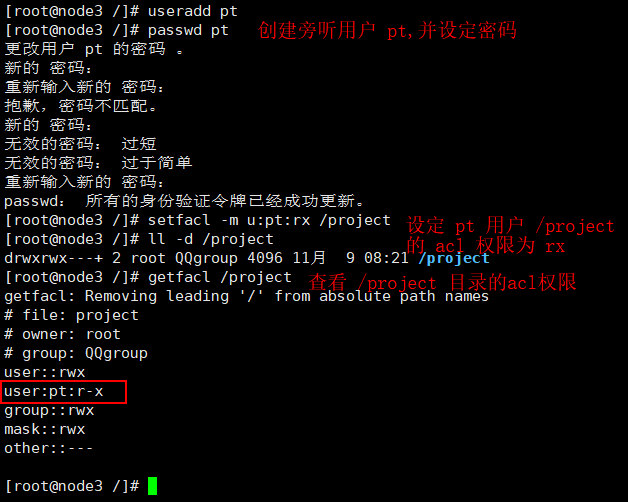 [root@node3 /]# useradd pt
[root@node3 /]# passwd pt 创建旁听用户 pt,并设定密码
更改用户 pt 的密码 。
新的 密码：
重新输入新的 密码：
抱歉，密码不匹配。
新的 密码：
无效的密码： 过短
无效的密码： 过于简单
重新输入新的 密码：
passwd： 所有的身份验证令牌已经成功更新。
[root@node3 /]# setfacl -m u:pt:rx /project 设定 pt 用户 /project
[root@node3 /]# ll -d /project 的 acl 权限为 rx
drwxrwx---+ 2 root QQgroup 4096 11月  9 08:21 /project
[root@node3 /]# getfacl /project 查看 /project 目录的acl权限
getfacl: Removing leading '/' from absolute path names
# file: project
# owner: root
# group: QQgroup
user::rwx
user:pt:r-x
group::rwx
mask::rwx
other::---
[root@node3 /]#